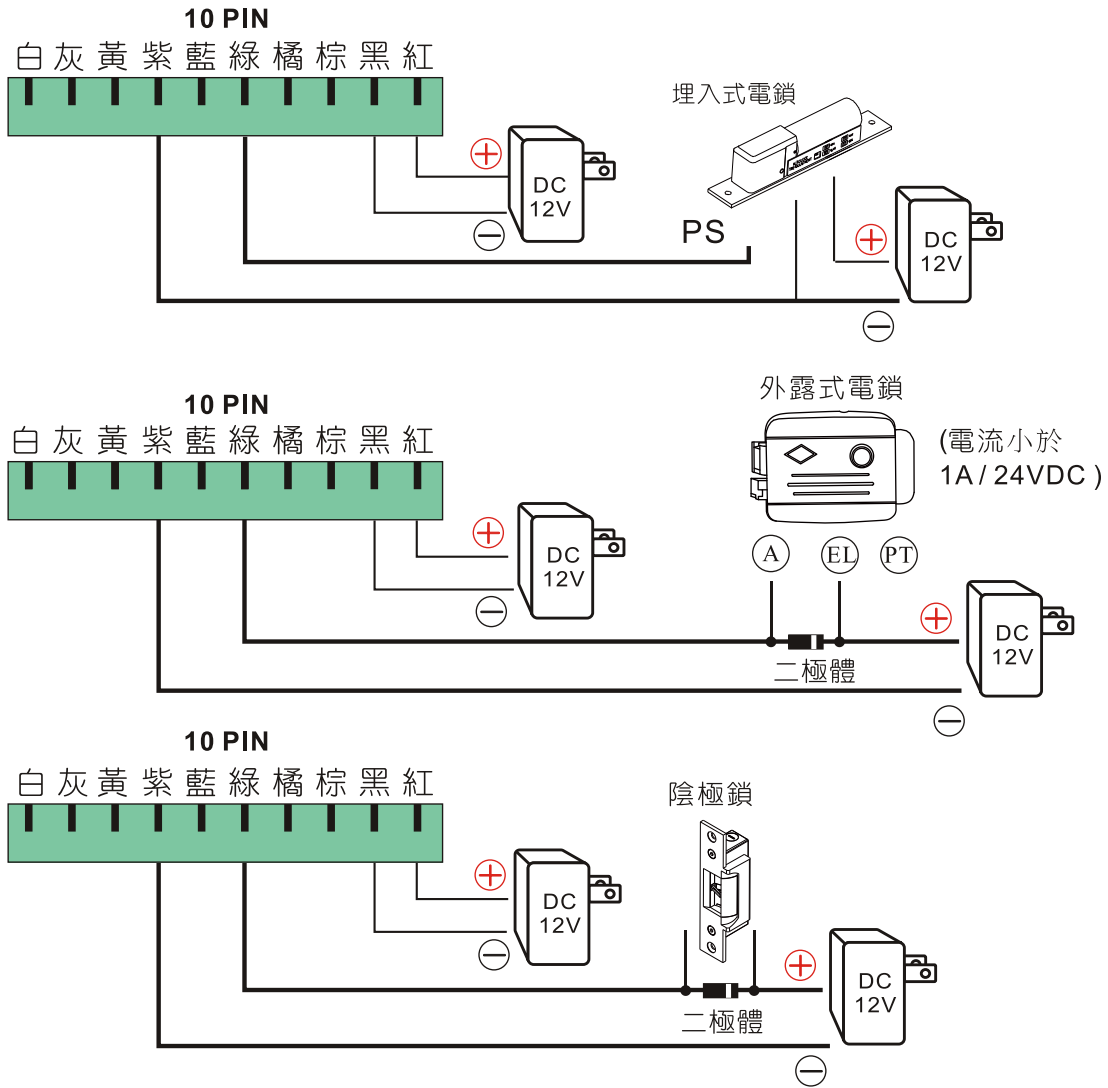 10 PIN
白 灰 黃 紫 藍 綠 橘 棕 黑 紅
埋入式電鎖
DC
12V
PS
DC
12V
10 PIN
白 灰 黃 紫 藍 綠 橘 棕 黑 紅
外露式電鎖
(電流小於
1A / 24VDC )
DC
12V
A EL PT
DC
12V
二極體
10 PIN
白 灰 黃 紫 藍 綠 橘 棕 黑 紅
陰極鎖
DC
12V
DC
12V
二極體